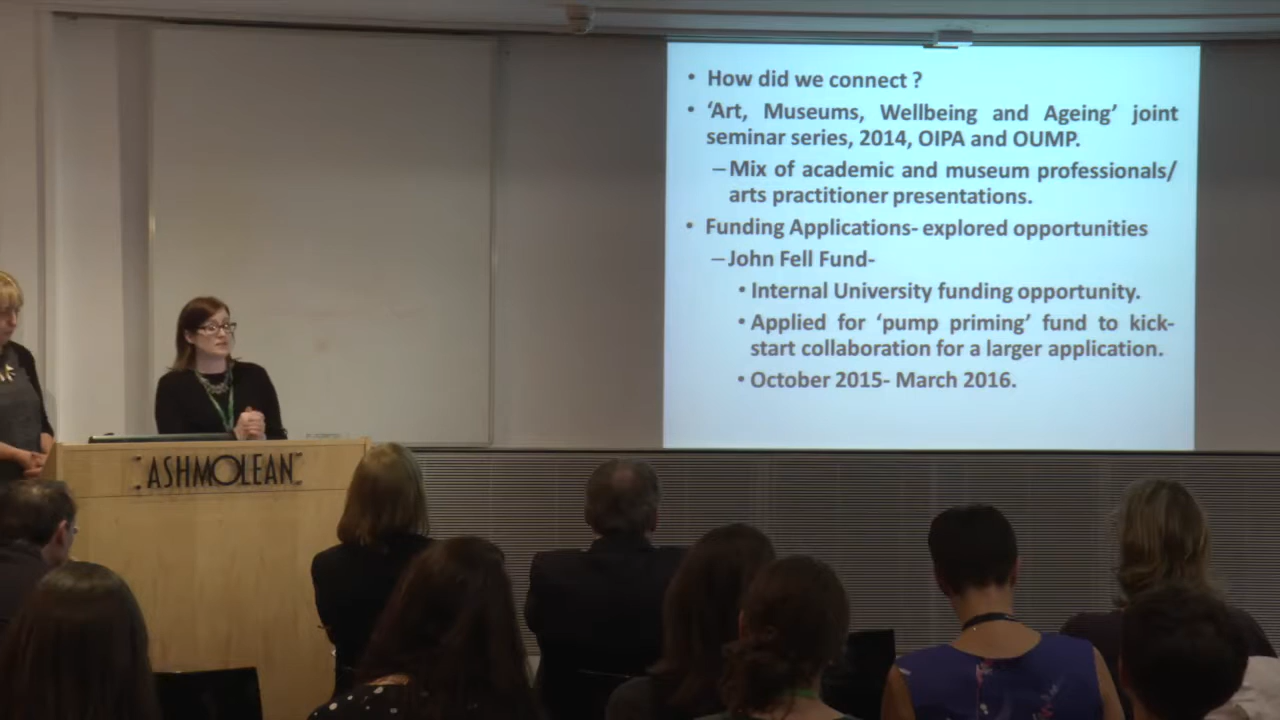 • How did we connect ?
• ‘Art, Museums, Wellbeing and Ageing’ joint
seminar series, 2014, OIPA and OUMP.
–Mix of academic and museum professionals/
arts practitioner presentations.
• Funding Applications- explored opportunities
–John Fell Fund-
• Internal University funding opportunity.
• Applied for ‘pump priming’ fund to kick-
start collaboration for a larger application.
• October 2015- March 2016.
ASHMOLEAN